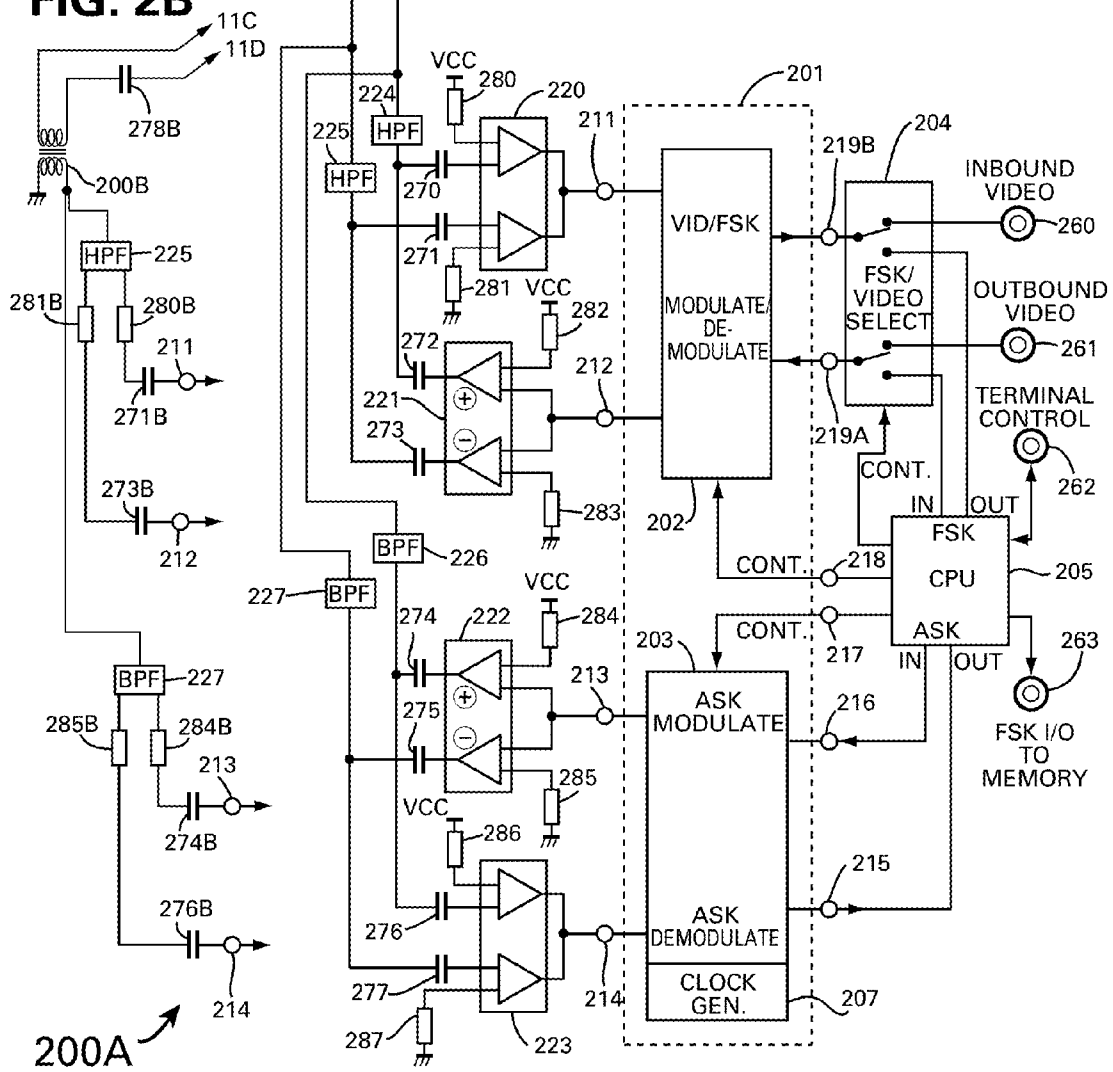 FIG. 2B
11C
11D
278B
200B
HPF
225
281B
280B
211
271B
273B
212
BPF
227
285B
284B
213
274B
276B
214
200A
224
HPF
225
HPF
270
271
VCC
280
220
281
211
VCC
282
272
221
+
−
273
283
212
BPF
226
227
BPF
VCC
284
274
222
+
−
275
285
213
VCC
286
276
277
287
223
214
201
VID/FSK
MODULATE/
DE-
MODULATE
202
CONT.
218
CONT.
217
203
ASK
MODULATE
216
ASK
DEMODULATE
215
CLOCK
GEN.
207
219B
204
FSK/
VIDEO
SELECT
219A
CONT.
INBOUND
VIDEO
260
OUTBOUND
VIDEO
261
TERMINAL
CONTROL
262
IN
OUT
FSK
CPU
ASK
205
IN
OUT
263
FSK I/O
TO
MEMORY